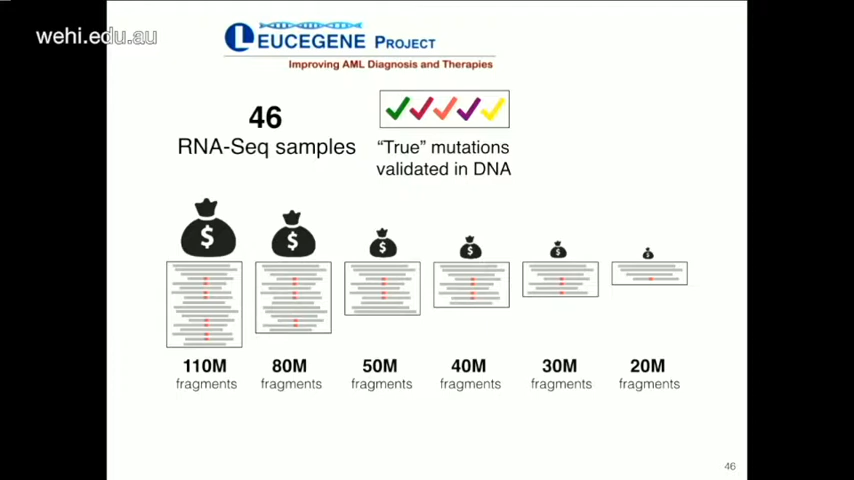 wehi.edu.au
LEUCEGENE PROJECT
Improving AML Diagnosis and Therapies
46
RNA-Seq samples
“True” mutations
validated in DNA
$ $ $ $ $ $
110M 80M 50M 40M 30M 20M
fragments fragments fragments fragments fragments fragments
46